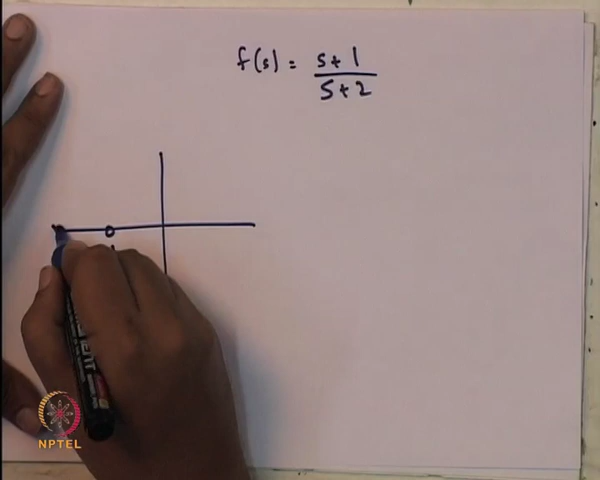 f(s) = s+1
s+2
NPTEL